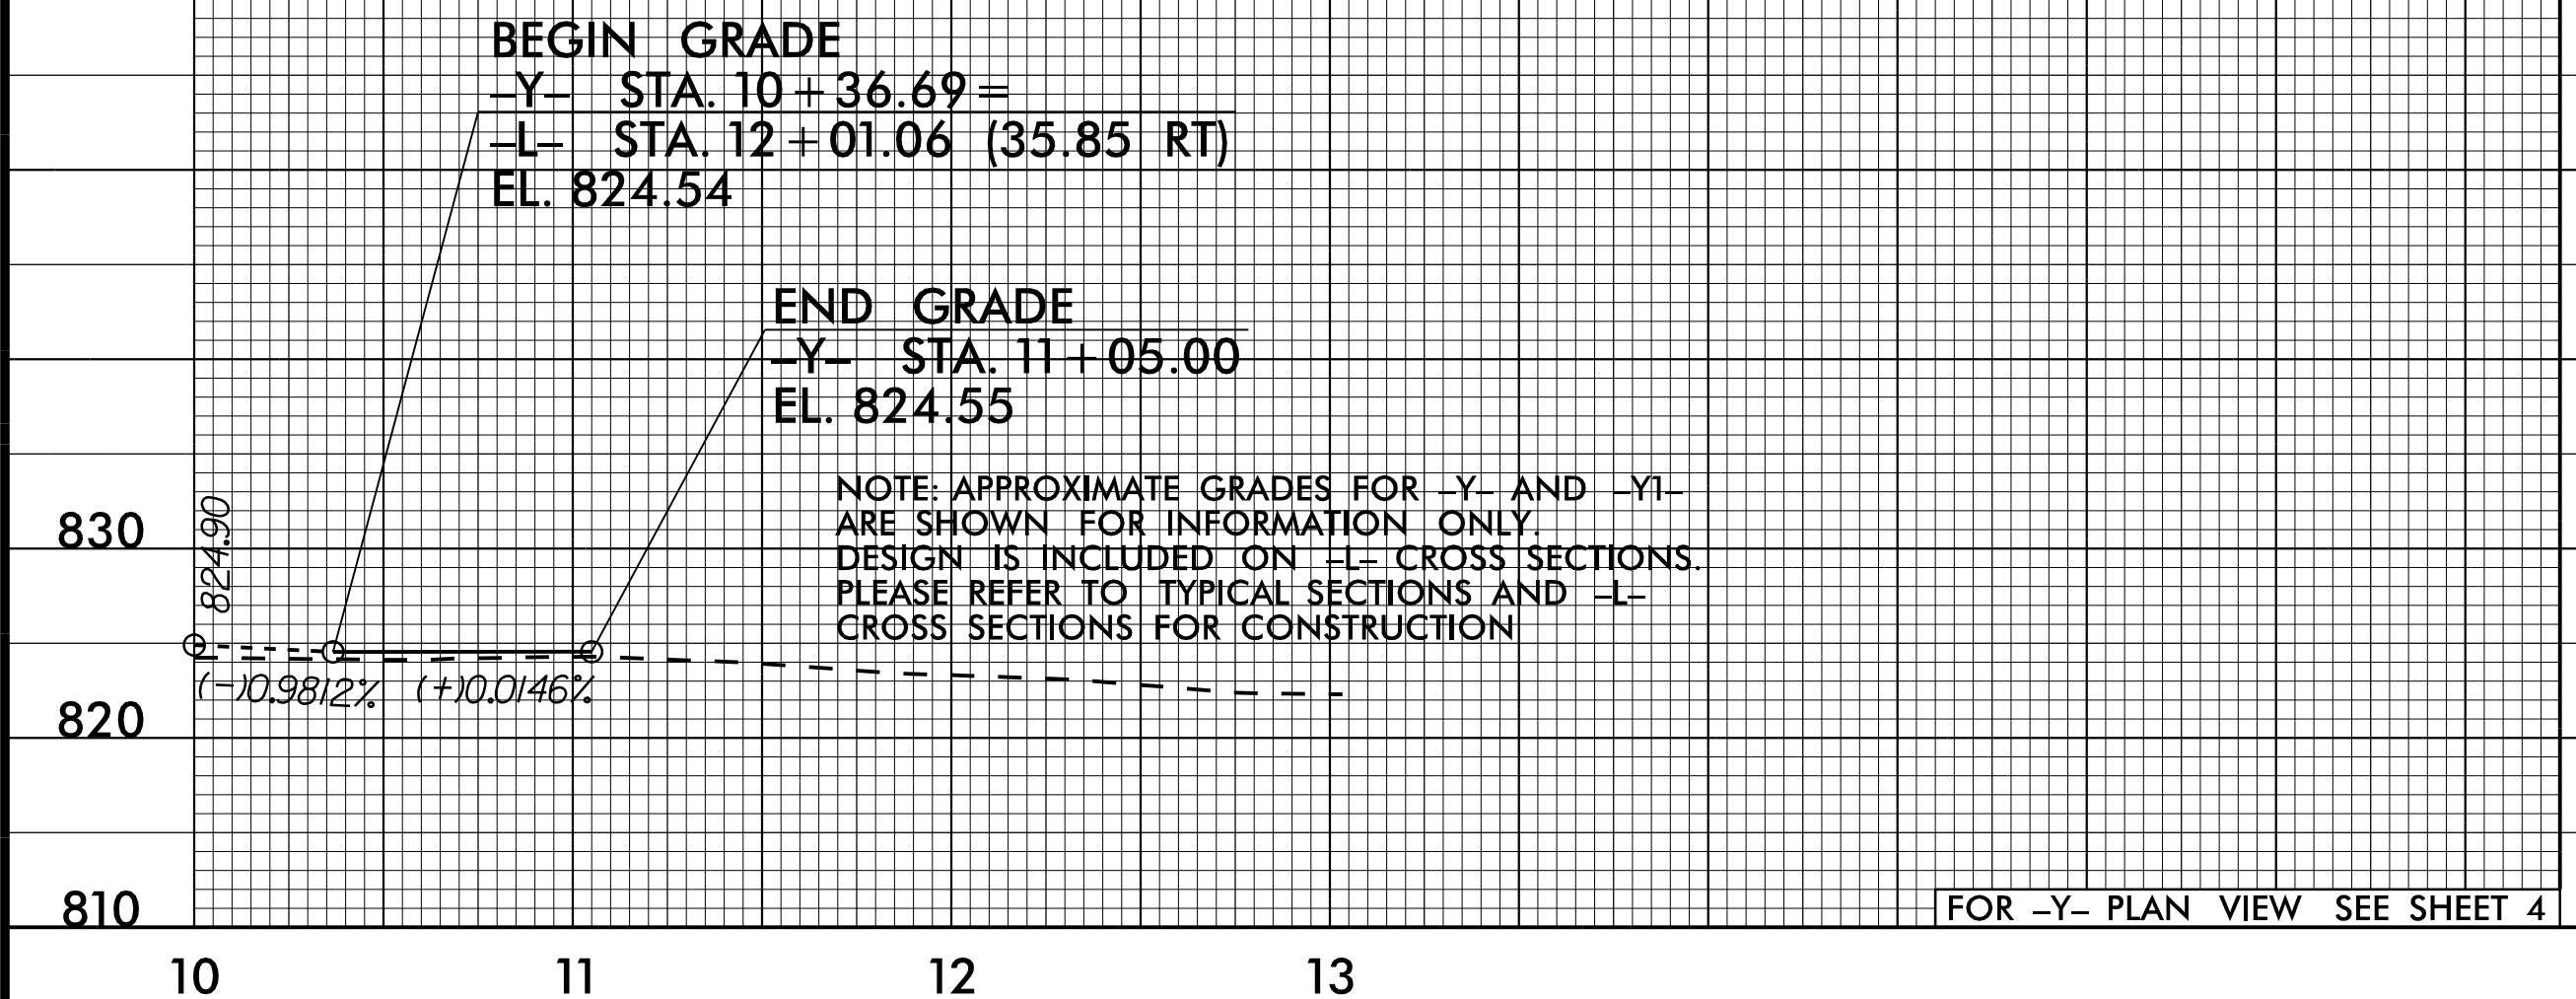 BEGIN GRADE
-Y- STA. 10+36.69=
-L- STA. 12+01.06 (35.85 RT)
EL. 824.54
END GRADE
-Y- STA. 11+05.00
EL. 824.55
NOTE: APPROXIMATE GRADES FOR -Y- AND -Y1-
ARE SHOWN FOR INFORMATION ONLY.
DESIGN IS INCLUDED ON -L- CROSS SECTIONS.
PLEASE REFER TO TYPICAL SECTIONS AND -L-
CROSS SECTIONS FOR CONSTRUCTION
830
824.90
(-)0.9812% (+)0.0146%
820
810
FOR -Y- PLAN VIEW SEE SHEET 4
10 11 12 13